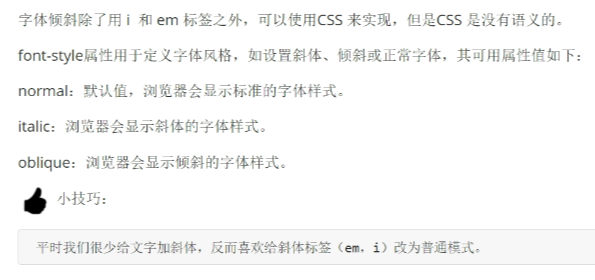 字体倾斜除了用 i 和 em 标签之外，可以使用CSS 来实现，但是CSS 是没有语义的。
font-style属性用于定义字体风格，如设置斜体、倾斜或正常字体，其可用属性值如下：
normal：默认值，浏览器会显示标准的字体样式。
italic：浏览器会显示斜体的字体样式。
oblique：浏览器会显示倾斜的字体样式。
小技巧：
平时我们很少给文字加斜体，反而喜欢给斜体标签（em，i）改为普通模式。